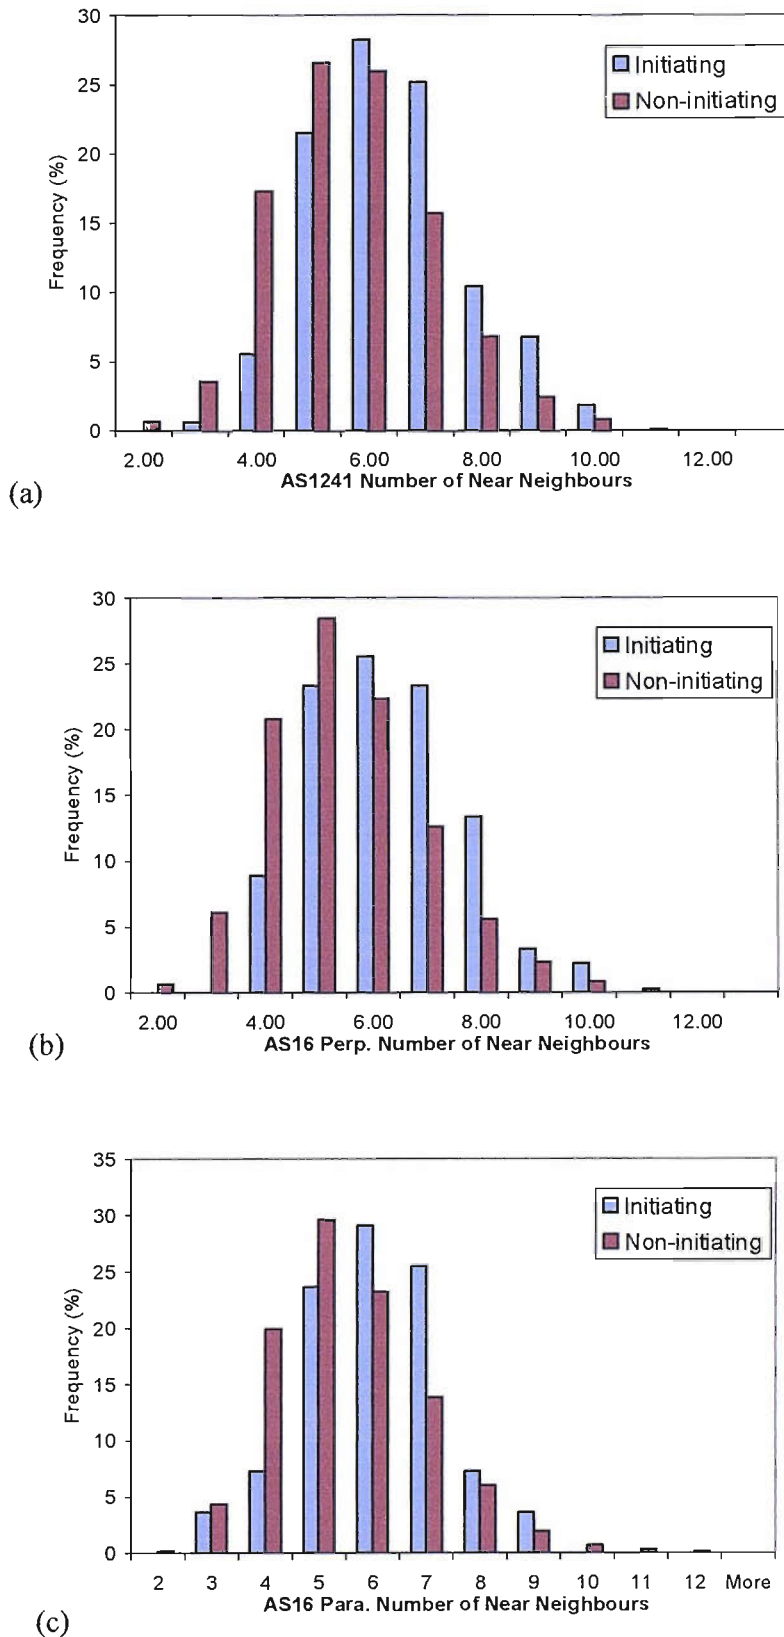 30
25
20
15
10
5
0
Frequency (%)
Initiating
Non-initiating
2.00 4.00 6.00 8.00 10.00 12.00
AS1241 Number of Near Neighbours
(a)
30
25
20
15
10
5
0
Frequency (%)
Initiating
Non-initiating
2.00 4.00 6.00 8.00 10.00 12.00
AS16 Perp. Number of Near Neighbours
(b)
35
30
25
20
15
10
5
0
Frequency (%)
Initiating
Non-initiating
2 3 4 5 6 7 8 9 10 11 12 More
AS16 Para. Number of Near Neighbours
(c)